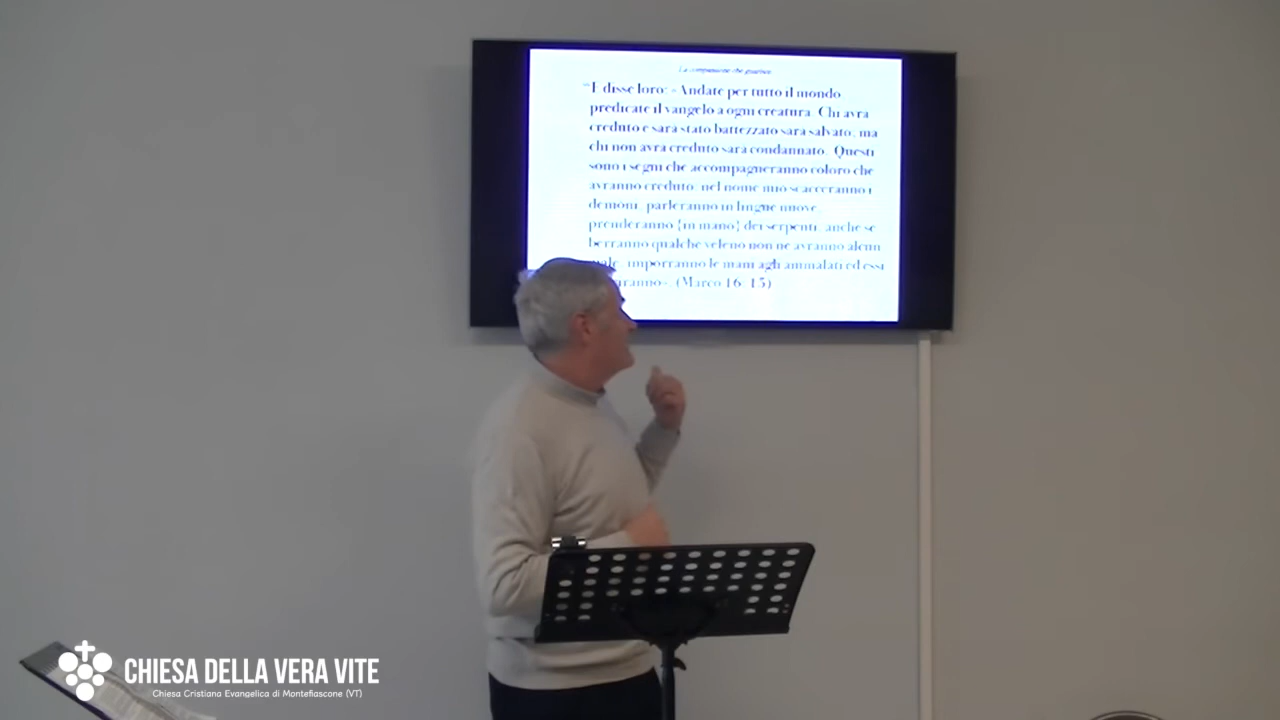 La compassione che guarisce
"E disse loro: «Andate per tutto il mondo
predicate il vangelo a ogni creatura. Chi avrà
creduto e sarà stato battezzato sarà salvato, ma
chi non avrà creduto sarà condannato. Questi
sono i segni che accompagneranno coloro che
avranno creduto: nel nome mio scacceranno i
demoni, parleranno in lingue nuove,
prenderanno {in mano} dei serpenti, anche se
berranno qualche veleno non ne avranno alcun
male, imporranno le mani agli ammalati ed essi
(Marco 16:15)
CHIESA DELLA VERA VITE
Chiesa Cristiana Evangelica di Montefiascone (VT)